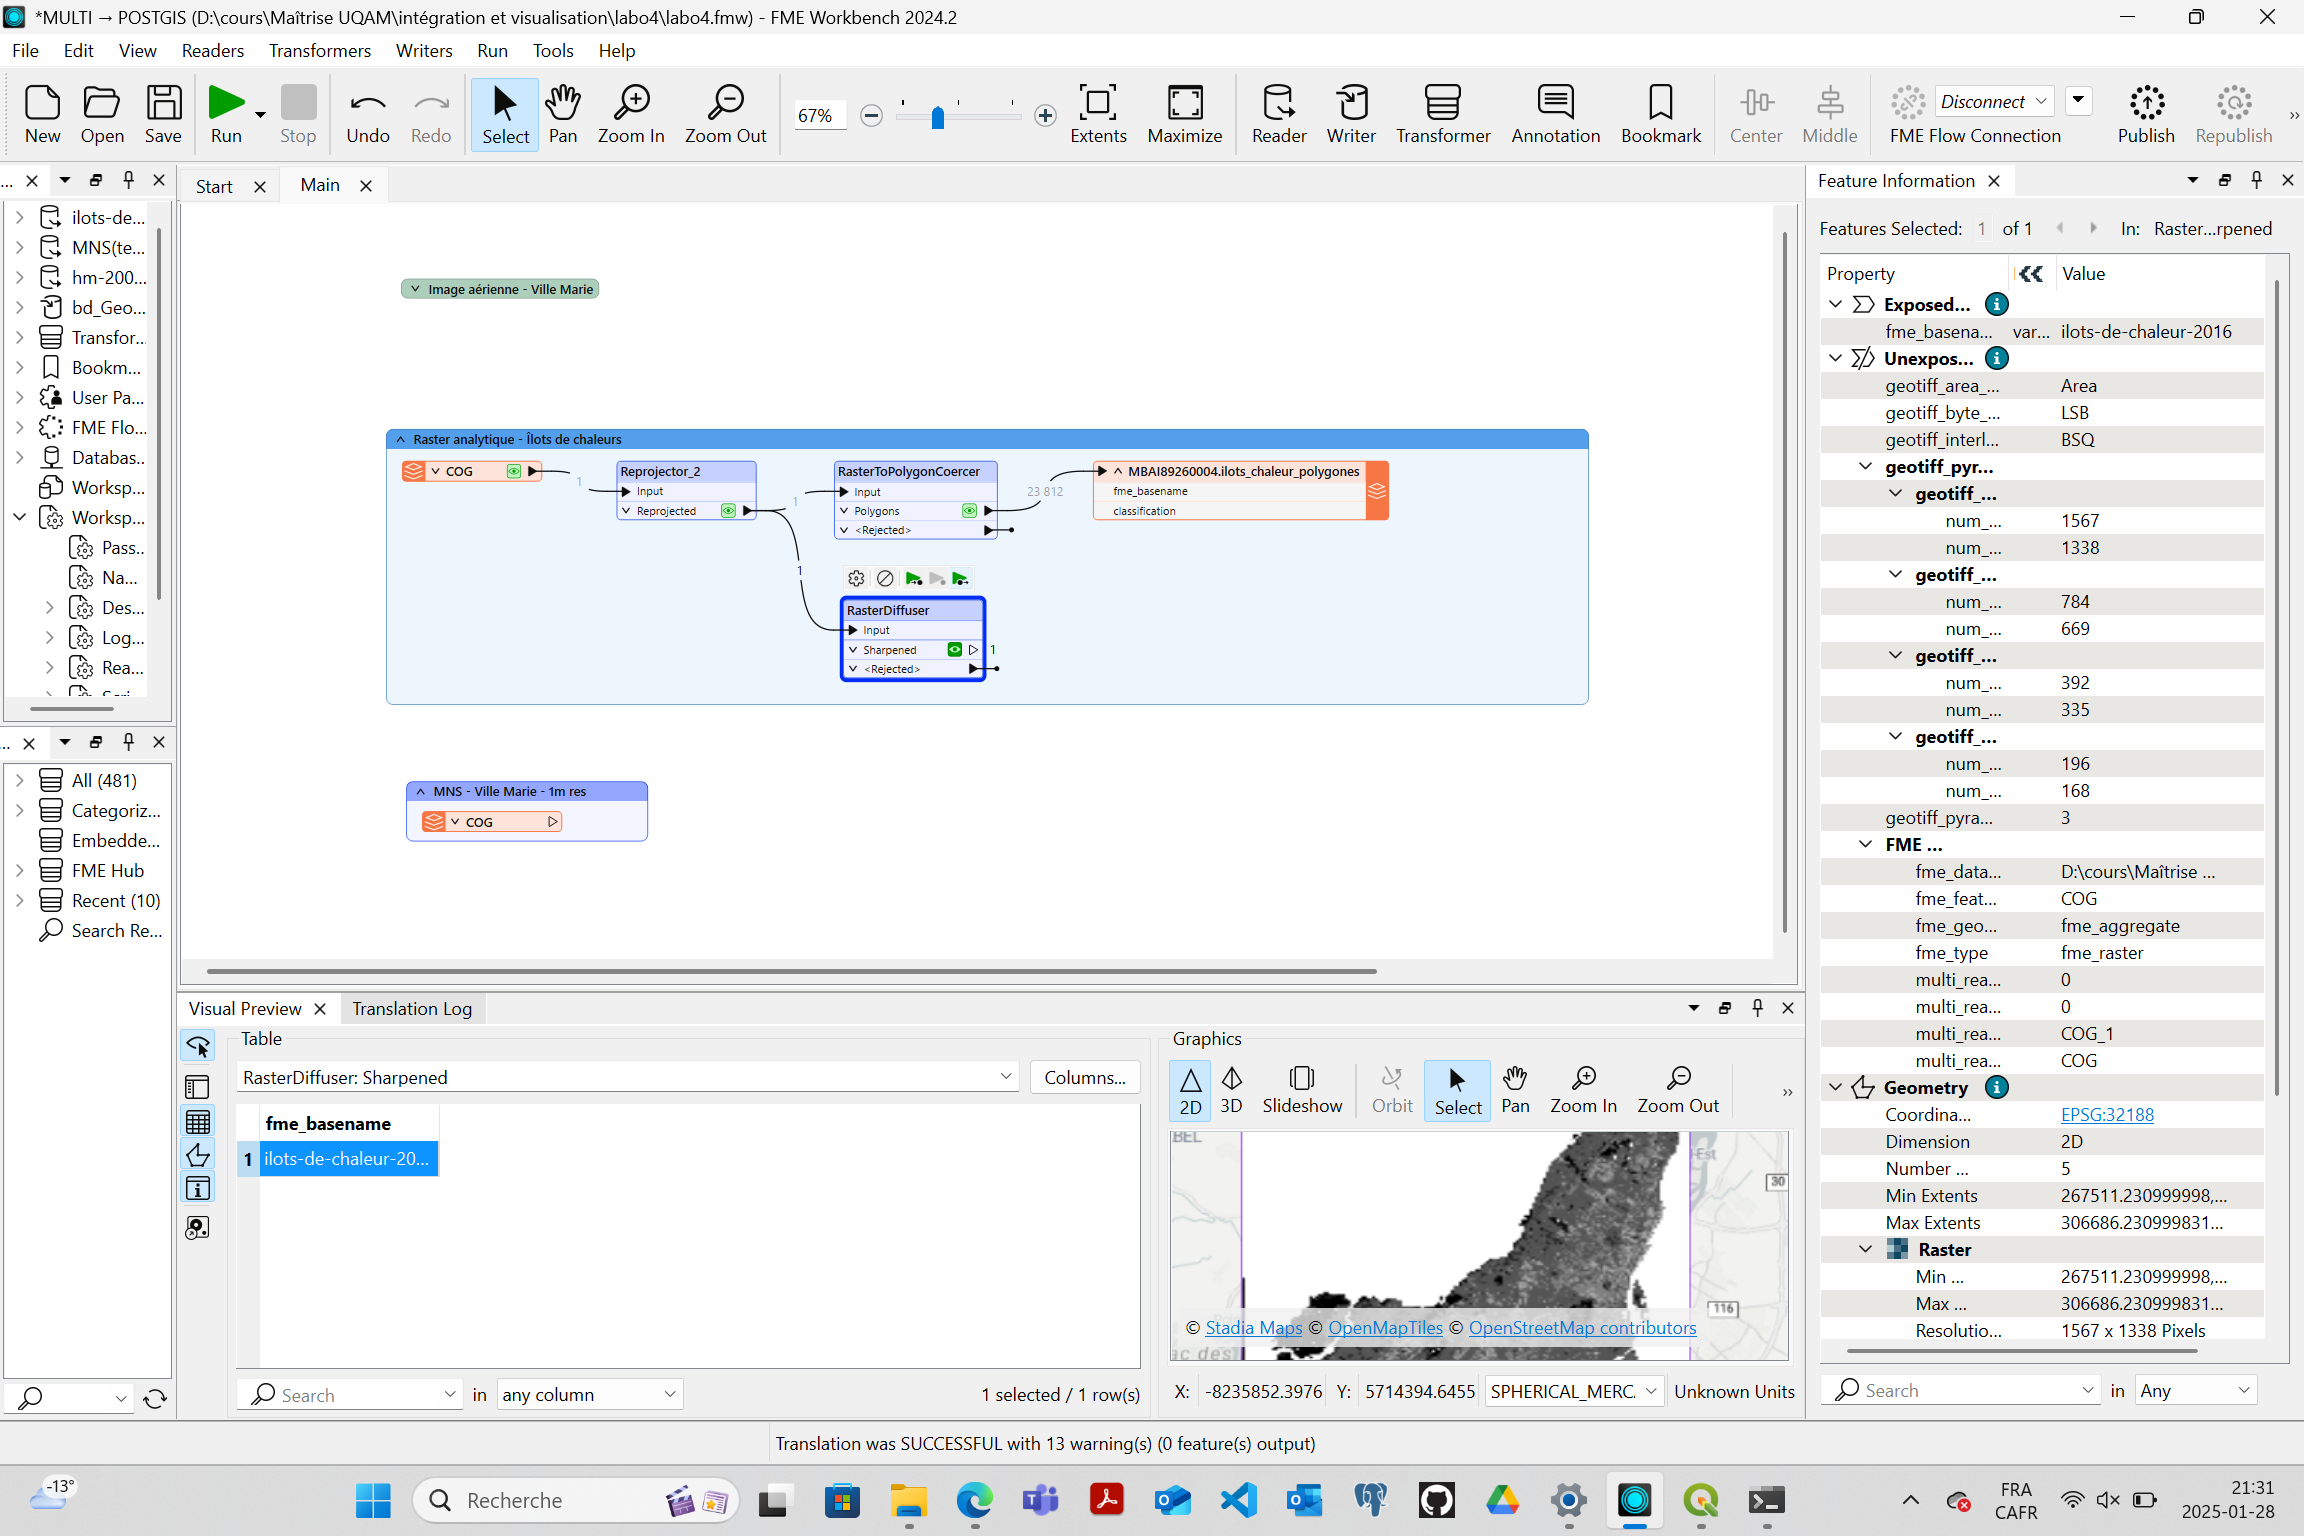 *MULTI → POSTGIS (D:\cours\Maîtrise UQAM\intégration et visualisation\labo4\labo4.fmw) - FME Workbench 2024.2
File Edit View Readers Transformers Writers Run Tools Help
New Open Save Run Stop Undo Redo Select Pan Zoom In Zoom Out 67% Extents Maximize Reader Writer Transformer Annotation Bookmark Center Middle Disconnect FME Flow Connection Publish Republish »
...
ilots-de...
MNS(te...
hm-200...
bd_Geo...
Transfor...
Bookm...
User Pa...
FME Flo...
Databas...
Worksp...
Worksp...
Pass...
Na...
Des...
Log...
Rea...
Scri...
...
All (481)
Categoriz...
Embedde...
FME Hub
Recent (10)
Search Re...
Start Main
Image aérienne - Ville Marie
Raster analytique - Îlots de chaleurs
COG
1
Reprojector_2
Input
Reprojected
1
1
RasterToPolygonCoercer
Input
Polygons
<Rejected>
23 812
MBAI89260004.ilots_chaleur_polygones
fme_basename
classification
RasterDiffuser
Input
Sharpened 1
<Rejected>
MNS - Ville Marie - 1m res
COG
Visual Preview Translation Log
Table
RasterDiffuser: Sharpened Columns...
fme_basename
1 ilots-de-chaleur-20...
Search in any column 1 selected / 1 row(s)
Graphics
2D 3D Slideshow Orbit Select Pan Zoom In Zoom Out »
BEL
Est
30
116
© Stadia Maps © OpenMapTiles © OpenStreetMap contributors
ac des
X: -8235852.3976 Y: 5714394.6455 SPHERICAL_MERC. Unknown Units
Feature Information
Features Selected: 1 of 1 In: Raster...rpened
Property Value
Exposed...
fme_basena... var... ilots-de-chaleur-2016
Unexpos...
geotiff_area_... Area
geotiff_byte_... LSB
geotiff_interl... BSQ
geotiff_pyr...
geotiff_...
num_... 1567
num_... 1338
geotiff_...
num_... 784
num_... 669
geotiff_...
num_... 392
num_... 335
geotiff_...
num_... 196
num_... 168
geotiff_pyra... 3
FME ...
fme_data... D:\cours\Maîtrise ...
fme_feat... COG
fme_geo... fme_aggregate
fme_type fme_raster
multi_rea... 0
multi_rea... 0
multi_rea... COG_1
multi_rea... COG
Geometry
Coordina... EPSG:32188
Dimension 2D
Number ... 5
Min Extents 267511.230999998,...
Max Extents 306686.230999831...
Raster
Min ... 267511.230999998,...
Max ... 306686.230999831...
Resolutio... 1567 x 1338 Pixels
Search in Any
Translation was SUCCESSFUL with 13 warning(s) (0 feature(s) output)
-13°
Recherche
FRA
CAFR
21:31
2025-01-28